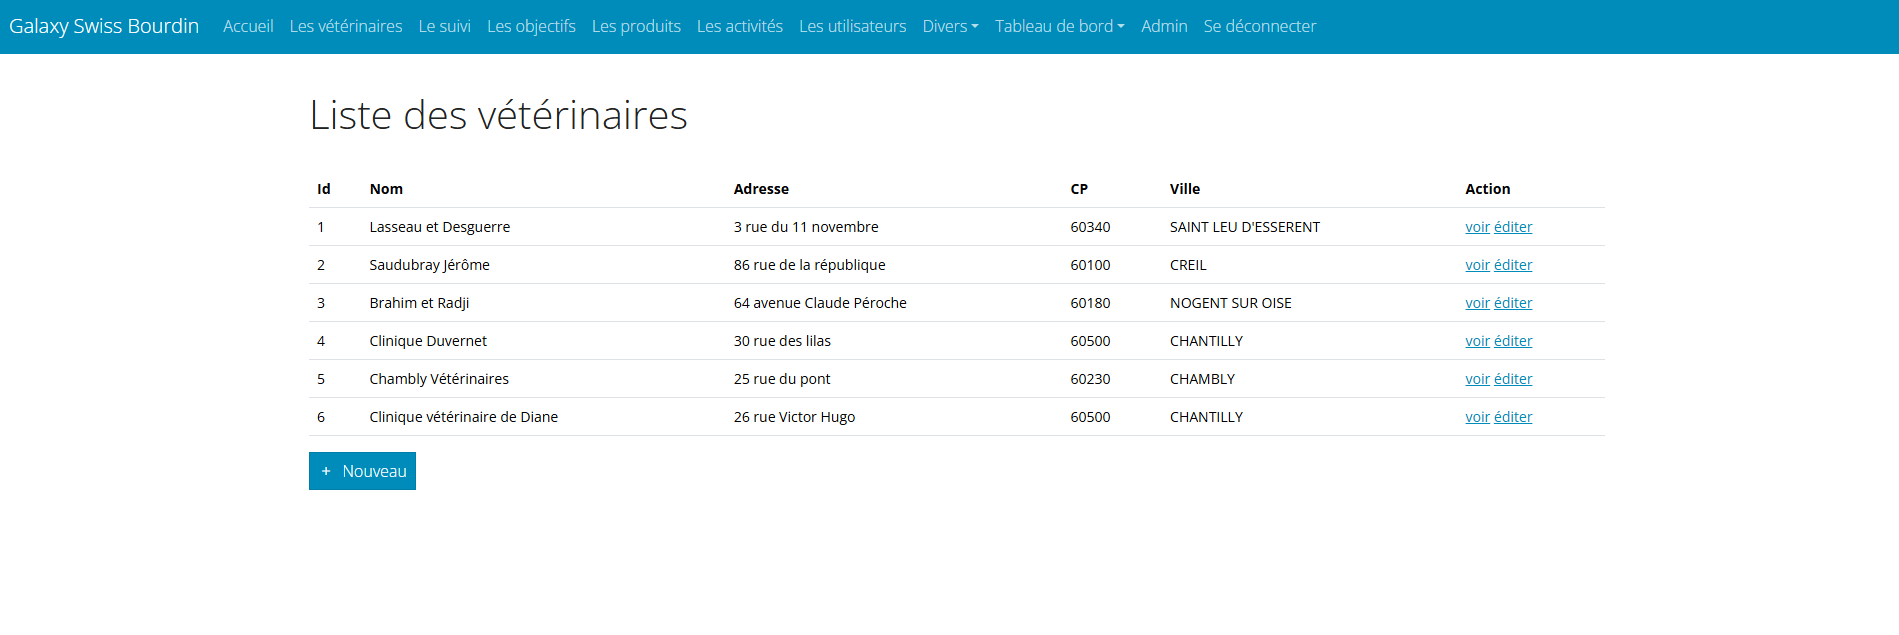 Galaxy Swiss Bourdin Accueil Les vétérinaires Le suivi Les objectifs Les produits Les activités Les utilisateurs Divers Tableau de bord Admin Se déconnecter
Liste des vétérinaires
Id Nom Adresse CP Ville Action
1 Lasseau et Desguerre 3 rue du 11 novembre 60340 SAINT LEU D'ESSERENT voir éditer
2 Saudubray Jérôme 86 rue de la république 60100 CREIL voir éditer
3 Brahim et Radji 64 avenue Claude Péroche 60180 NOGENT SUR OISE voir éditer
4 Clinique Duvernet 30 rue des lilas 60500 CHANTILLY voir éditer
5 Chambly Vétérinaires 25 rue du pont 60230 CHAMBLY voir éditer
6 Clinique vétérinaire de Diane 26 rue Victor Hugo 60500 CHANTILLY voir éditer
+ Nouveau